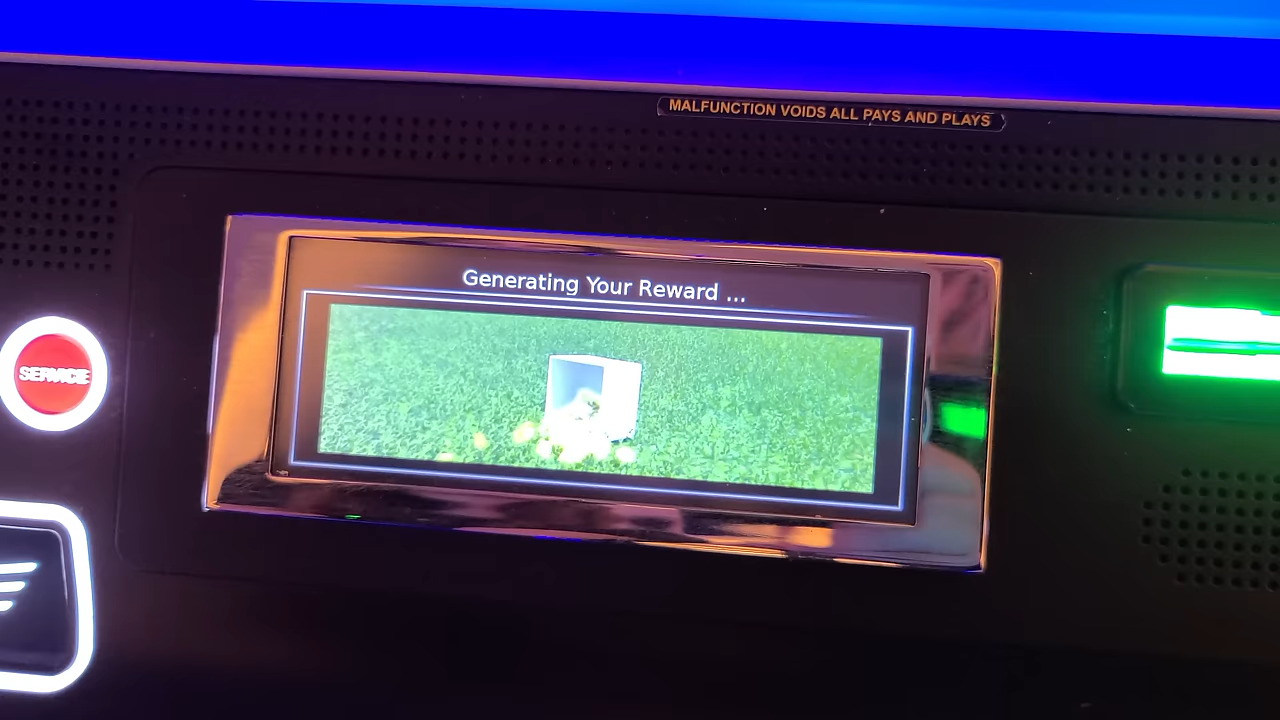 MALFUNCTION VOIDS ALL PAYS AND PLAYS
Generating Your Reward ...
SERVICE